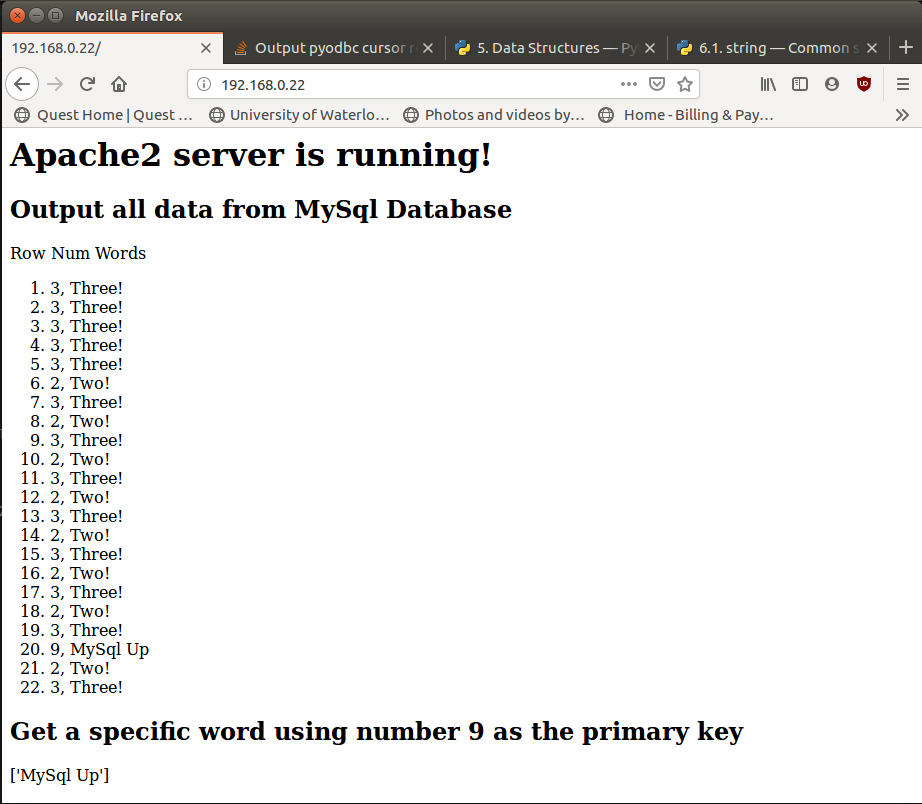 Mozilla Firefox
192.168.0.22/ Output pyodbc cursor r 5. Data Structures — Py 6.1. string — Common s
192.168.0.22
Quest Home | Quest ... University of Waterlo... Photos and videos by... Home - Billing & Pay...
Apache2 server is running!
Output all data from MySql Database
Row Num Words
1. 3, Three!
2. 3, Three!
3. 3, Three!
4. 3, Three!
5. 3, Three!
6. 2, Two!
7. 3, Three!
8. 2, Two!
9. 3, Three!
10. 2, Two!
11. 3, Three!
12. 2, Two!
13. 3, Three!
14. 2, Two!
15. 3, Three!
16. 2, Two!
17. 3, Three!
18. 2, Two!
19. 3, Three!
20. 9, MySql Up
21. 2, Two!
22. 3, Three!
Get a specific word using number 9 as the primary key
['MySql Up']